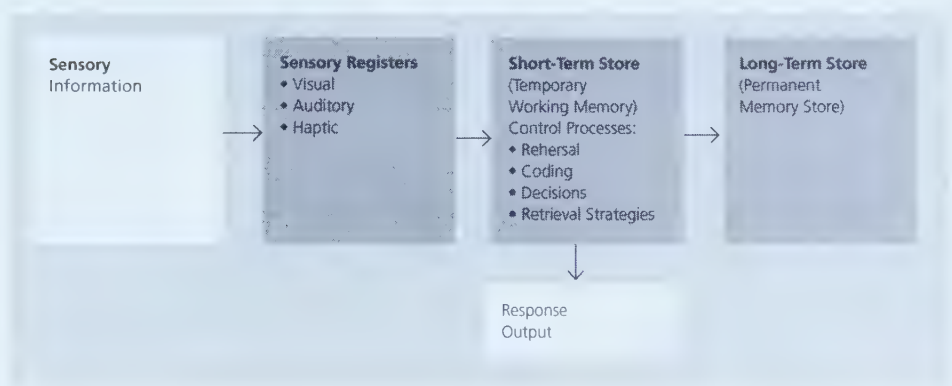 Sensory
Information
Sensory Registers
• Visual
• Auditory
• Haptic
Short-Term Store
(Temporary
Working Memory)
Control Processes:
• Rehersal
• Coding
• Decisions
• Retrieval Strategies
Long-Term Store
(Permanent
Memory Store)
Response
Output